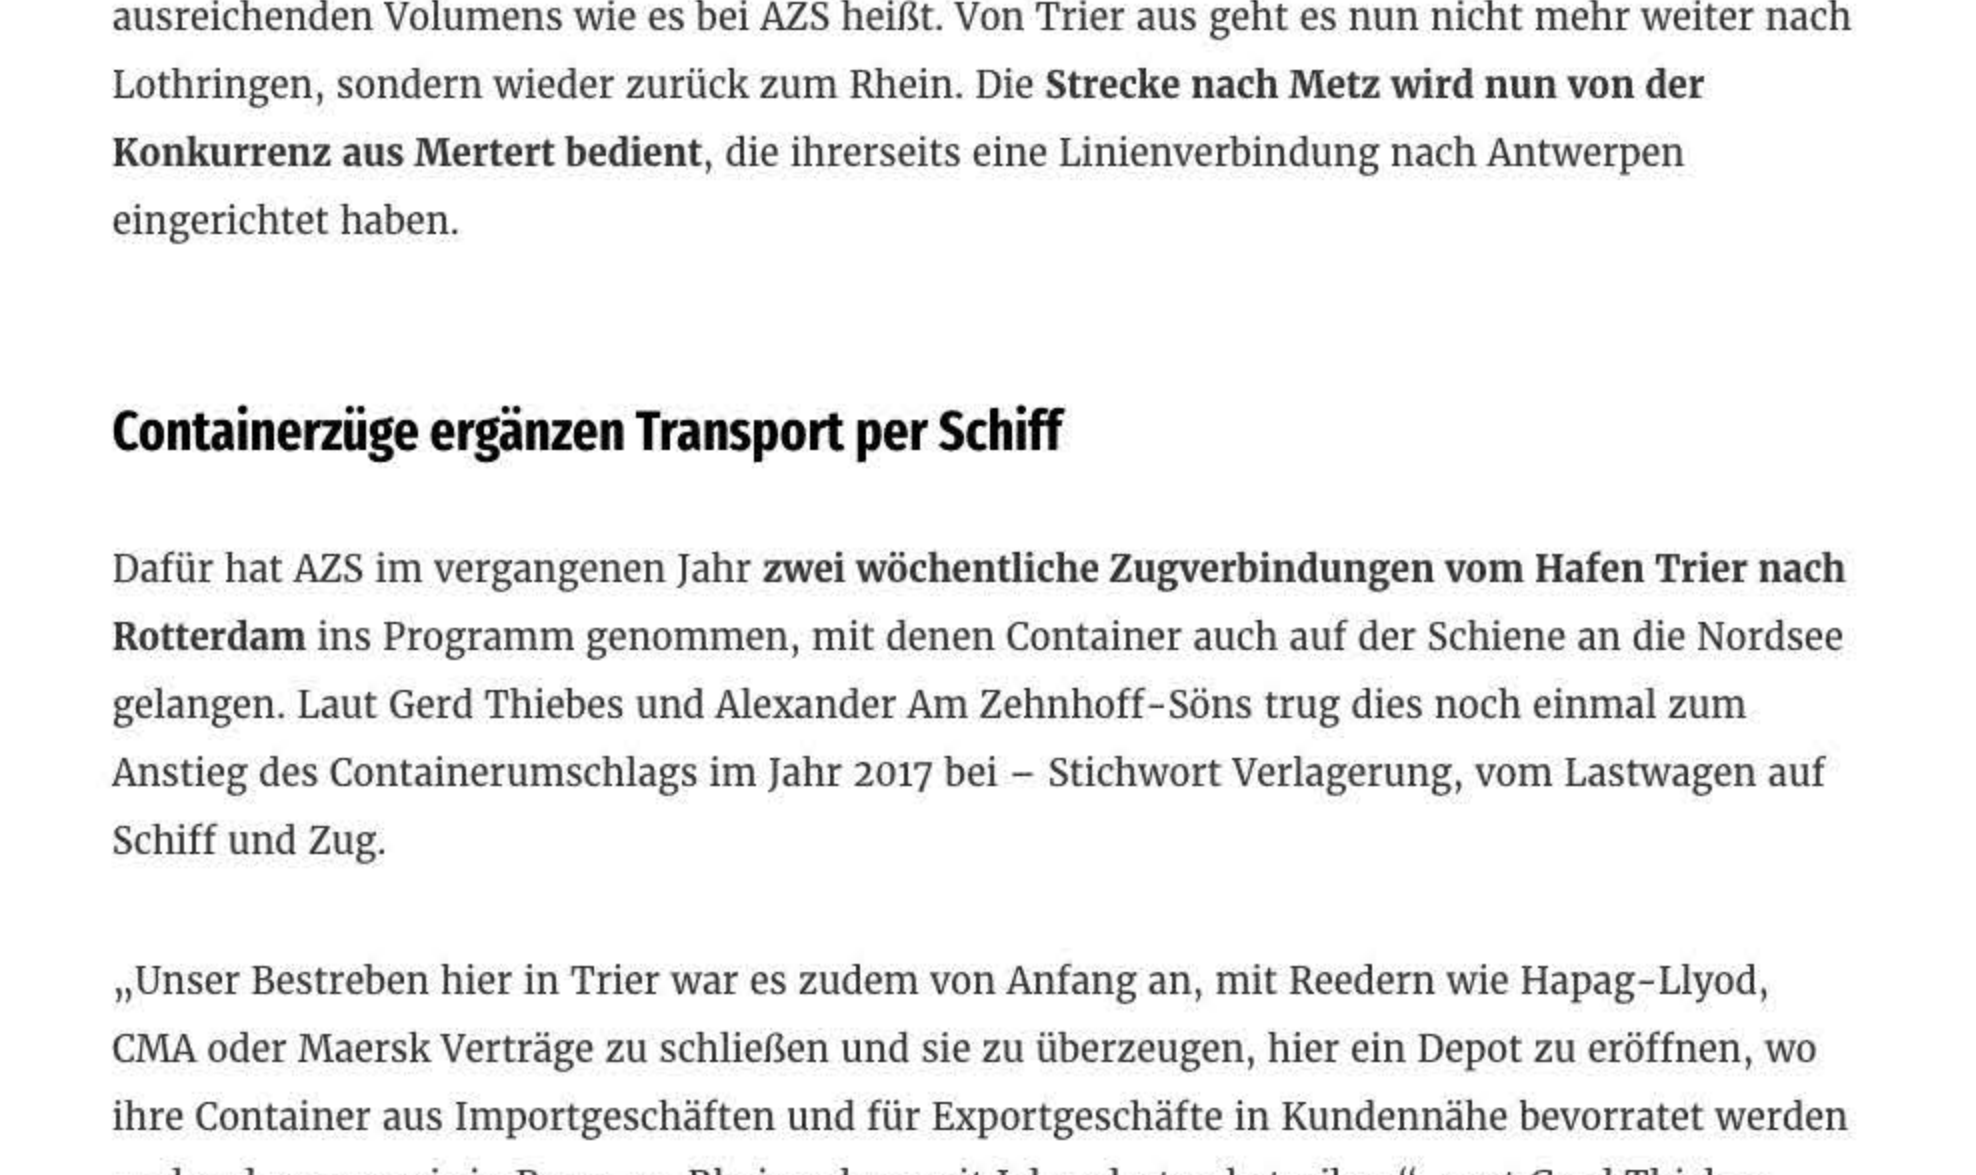 ausreichenden Volumens wie es bei AZS heißt. Von Trier aus geht es nun nicht mehr weiter nach
Lothringen, sondern wieder zurück zum Rhein. Die Strecke nach Metz wird nun von der
Konkurrenz aus Mertert bedient, die ihrerseits eine Linienverbindung nach Antwerpen
eingerichtet haben.
Containerzüge ergänzen Transport per Schiff
Dafür hat AZS im vergangenen Jahr zwei wöchentliche Zugverbindungen vom Hafen Trier nach
Rotterdam ins Programm genommen, mit denen Container auch auf der Schiene an die Nordsee
gelangen. Laut Gerd Thiebes und Alexander Am Zehnhoff-Söns trug dies noch einmal zum
Anstieg des Containerumschlags im Jahr 2017 bei – Stichwort Verlagerung, vom Lastwagen auf
Schiff und Zug.
„Unser Bestreben hier in Trier war es zudem von Anfang an, mit Reedern wie Hapag-Llyod,
CMA oder Maersk Verträge zu schließen und sie zu überzeugen, hier ein Depot zu eröffnen, wo
ihre Container aus Importgeschäften und für Exportgeschäfte in Kundennähe bevorratet werden